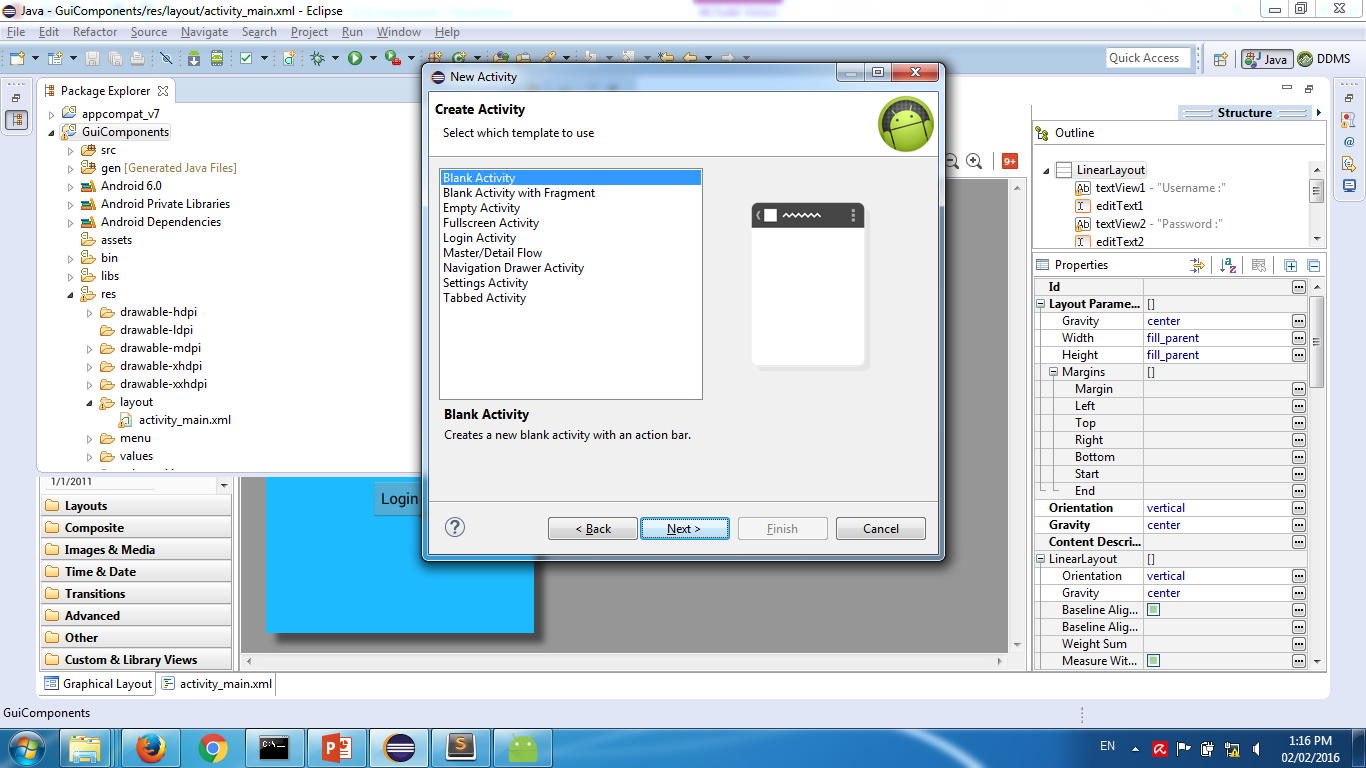 Java - GuiComponents/res/layout/activity_main.xml - Eclipse
File Edit Refactor Source Navigate Search Project Run Window Help
Quick Access
Java
DDMS
Package Explorer
appcompat_v7
GuiComponents
src
gen [Generated Java Files]
Android 6.0
Android Private Libraries
Android Dependencies
assets
bin
libs
res
drawable-hdpi
drawable-ldpi
drawable-mdpi
drawable-xhdpi
drawable-xxhdpi
layout
activity_main.xml
menu
values
1/1/2011
Layouts
Composite
Images & Media
Time & Date
Transitions
Advanced
Other
Custom & Library Views
Graphical Layout
activity_main.xml
Login
New Activity
Create Activity
Select which template to use
Blank Activity
Blank Activity with Fragment
Empty Activity
Fullscreen Activity
Login Activity
Master/Detail Flow
Navigation Drawer Activity
Settings Activity
Tabbed Activity
Blank Activity
Creates a new blank activity with an action bar.
< Back
Next >
Finish
Cancel
9+
Structure
Outline
LinearLayout
textView1 - "Username :"
editText1
textView2 - "Password :"
editText2
Properties
Id
Layout Parame... []
Gravity center
Width fill_parent
Height fill_parent
Margins []
Margin
Left
Top
Right
Bottom
Start
End
Orientation vertical
Gravity center
Content Descri...
LinearLayout []
Orientation vertical
Gravity center
Baseline Alig...
Baseline Alig...
Weight Sum
Measure Wit...
GuiComponents
EN
1:16 PM
02/02/2016